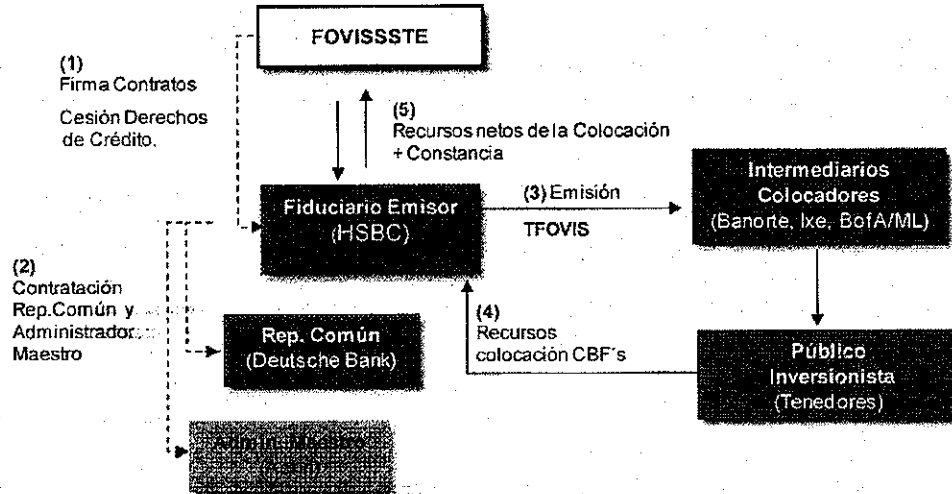 FOVISSSTE
(1)
Firma Contratos
Cesión Derechos
de Crédito.
(5)
Recursos netos de la Colocación
+ Constancia
Fiduciario Emisor
(HSBC)
(3) Emisión
TFOVIS
Intermediarios
Colocadores
(Banorte, Ixe, BofA/ML)
(2)
Contratación
Rep.Común y
Administrador
Maestro
Rep. Común
(Deutsche Bank)
(4)
Recursos
colocación CBF´s
Público
Inversionista
(Tenedores)
Admin. Maestro